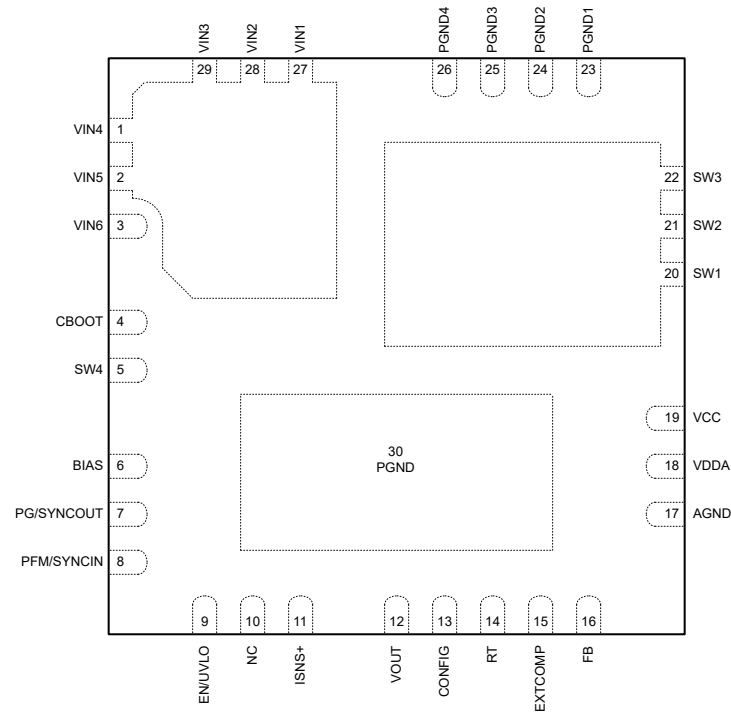 VIN3
VIN2
VIN1
PGND4
PGND3
PGND2
PGND1
29
28
27
26
25
24
23
VIN4 1
VIN5 2
VIN6 3
CBOOT 4
SW4 5
BIAS 6
PG/SYNCOUT 7
PFM/SYNCIN 8
22 SW3
21 SW2
20 SW1
19 VCC
18 VDDA
17 AGND
30
PGND
9
10
11
12
13
14
15
16
EN/UVLO
NC
ISNS+
VOUT
CONFIG
RT
EXTCOMP
FB